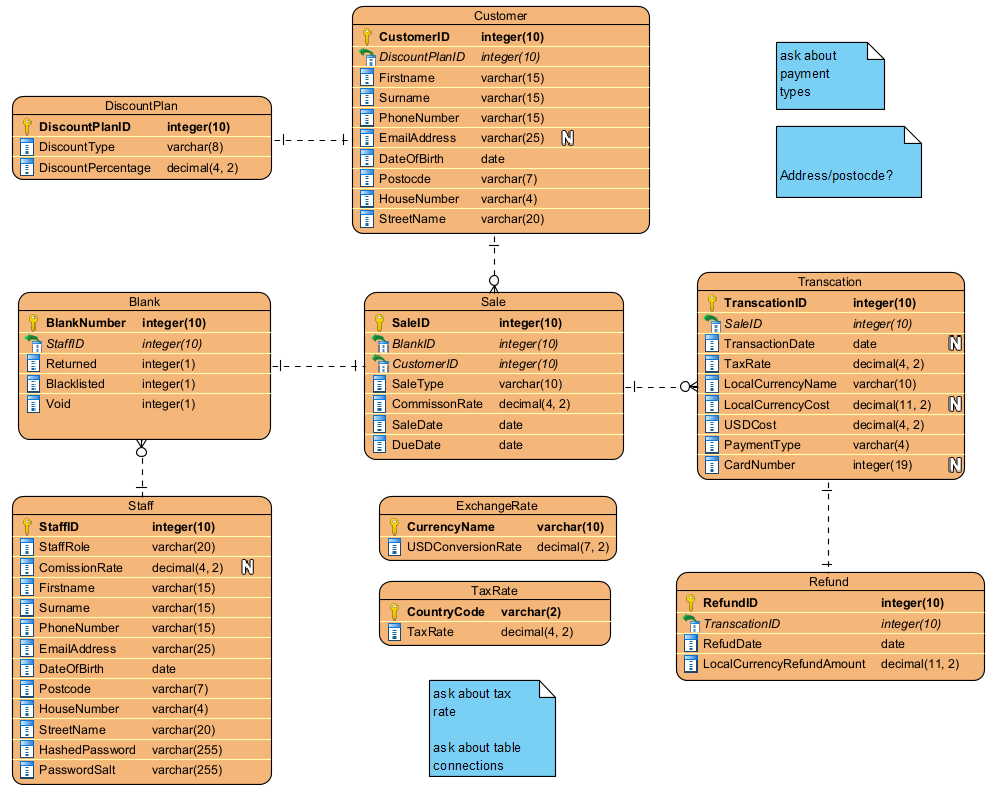 Customer
CustomerID integer(10)
DiscountPlanID integer(10)
Firstname varchar(15)
Surname varchar(15)
PhoneNumber varchar(15)
EmailAddress varchar(25) N
DateOfBirth date
Postocde varchar(7)
HouseNumber varchar(4)
StreetName varchar(20)
ask about
payment
types
Address/postocde?
DiscountPlan
DiscountPlanID integer(10)
DiscountType varchar(8)
DiscountPercentage decimal(4, 2)
Blank
BlankNumber integer(10)
StaffID integer(10)
Returned integer(1)
Blacklisted integer(1)
Void integer(1)
Sale
SaleID integer(10)
BlankID integer(10)
CustomerID integer(10)
SaleType varchar(10)
CommissonRate decimal(4, 2)
SaleDate date
DueDate date
Transcation
TranscationID integer(10)
SaleID integer(10)
TransactionDate date N
TaxRate decimal(4, 2)
LocalCurrencyName varchar(10)
LocalCurrencyCost decimal(11, 2) N
USDCost decimal(4, 2)
PaymentType varchar(4)
CardNumber integer(19) N
Staff
StaffID integer(10)
StaffRole varchar(20)
ComissionRate decimal(4, 2) N
Firstname varchar(15)
Surname varchar(15)
PhoneNumber varchar(15)
EmailAddress varchar(25)
DateOfBirth date
Postcode varchar(7)
HouseNumber varchar(4)
StreetName varchar(20)
HashedPassword varchar(255)
PasswordSalt varchar(255)
ExchangeRate
CurrencyName varchar(10)
USDConversionRate decimal(7, 2)
TaxRate
CountryCode varchar(2)
TaxRate decimal(4, 2)
Refund
RefundID integer(10)
TranscationID integer(10)
RefudDate date
LocalCurrencyRefundAmount decimal(11, 2)
ask about tax
rate
ask about table
connections